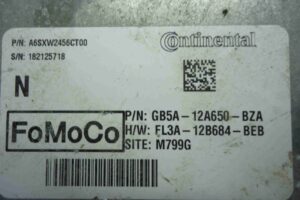 P/N: A6SXW2456CT00
Continental
S/N: 182125718
N
P/N: GB5A-12A650-BZA
FoMoCo
H/W: FL3A-12B684-BEB
SITE: M799G